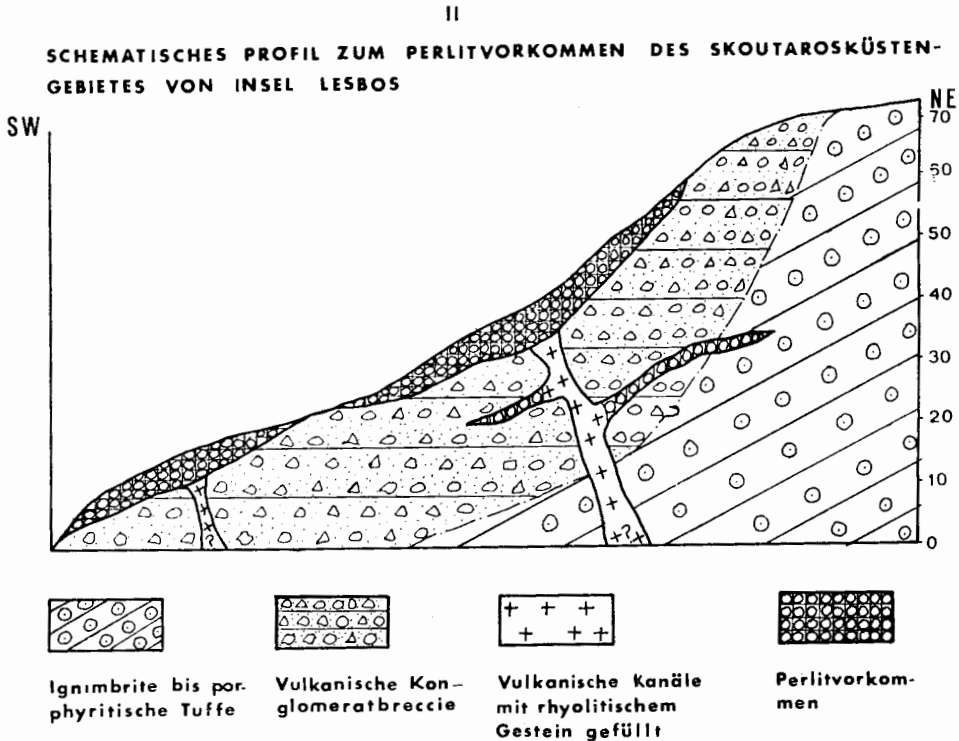 II
SCHEMATISCHES PROFIL ZUM PERLITVORKOMMEN DES SKOUTAROSKÜSTEN-
GEBIETES VON INSEL LESBOS
SW
NE
70
60
50
40
30
20
10
0
?
?
?
Ignimbrite bis por-
phyritische Tuffe
Vulkanische Kon-
glomeratbreccie
Vulkanische Kanäle
mit rhyolitischem
Gestein gefüllt
Perlitvorkom-
men